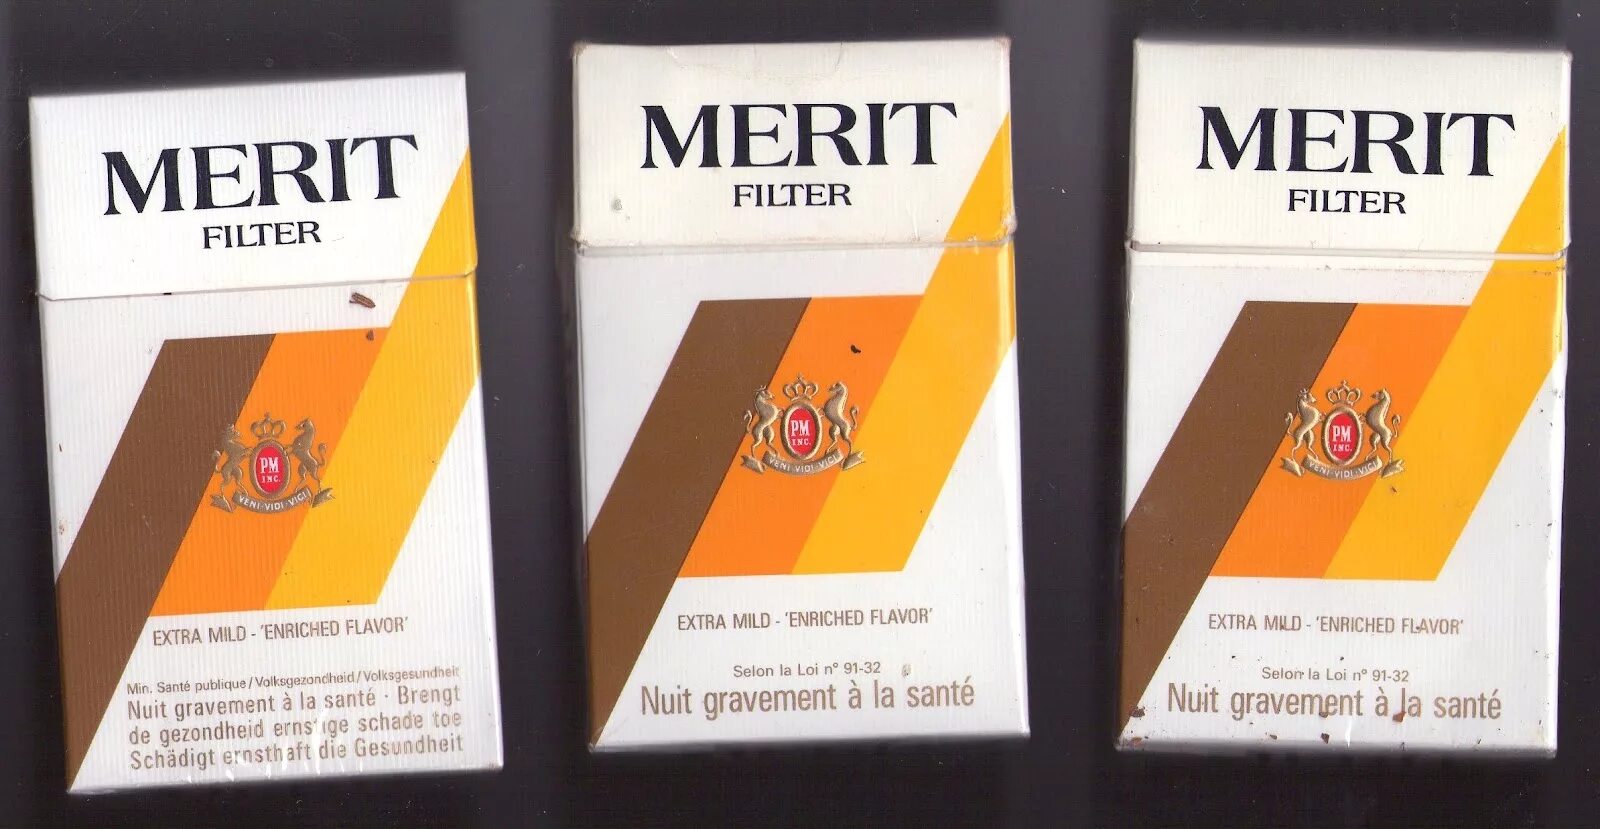 MERIT
FILTER
PM
INC.
VENI·VIDI·VICI
EXTRA MILD - 'ENRICHED FLAVOR'
Min. Santé publique / Volksgezondheid / Volksgesundheit
Nuit gravement à la santé · Brengt
de gezondheid ernstige schade toe
Schädigt ernsthaft die Gesundheit
MERIT
FILTER
PM
INC.
VENI·VIDI·VICI
EXTRA MILD - 'ENRICHED FLAVOR'
Selon la Loi n° 91-32
Nuit gravement à la santé
MERIT
FILTER
PM
INC.
VENI·VIDI·VICI
EXTRA MILD - 'ENRICHED FLAVOR'
Selon la Loi n° 91-32
Nuit gravement à la santé